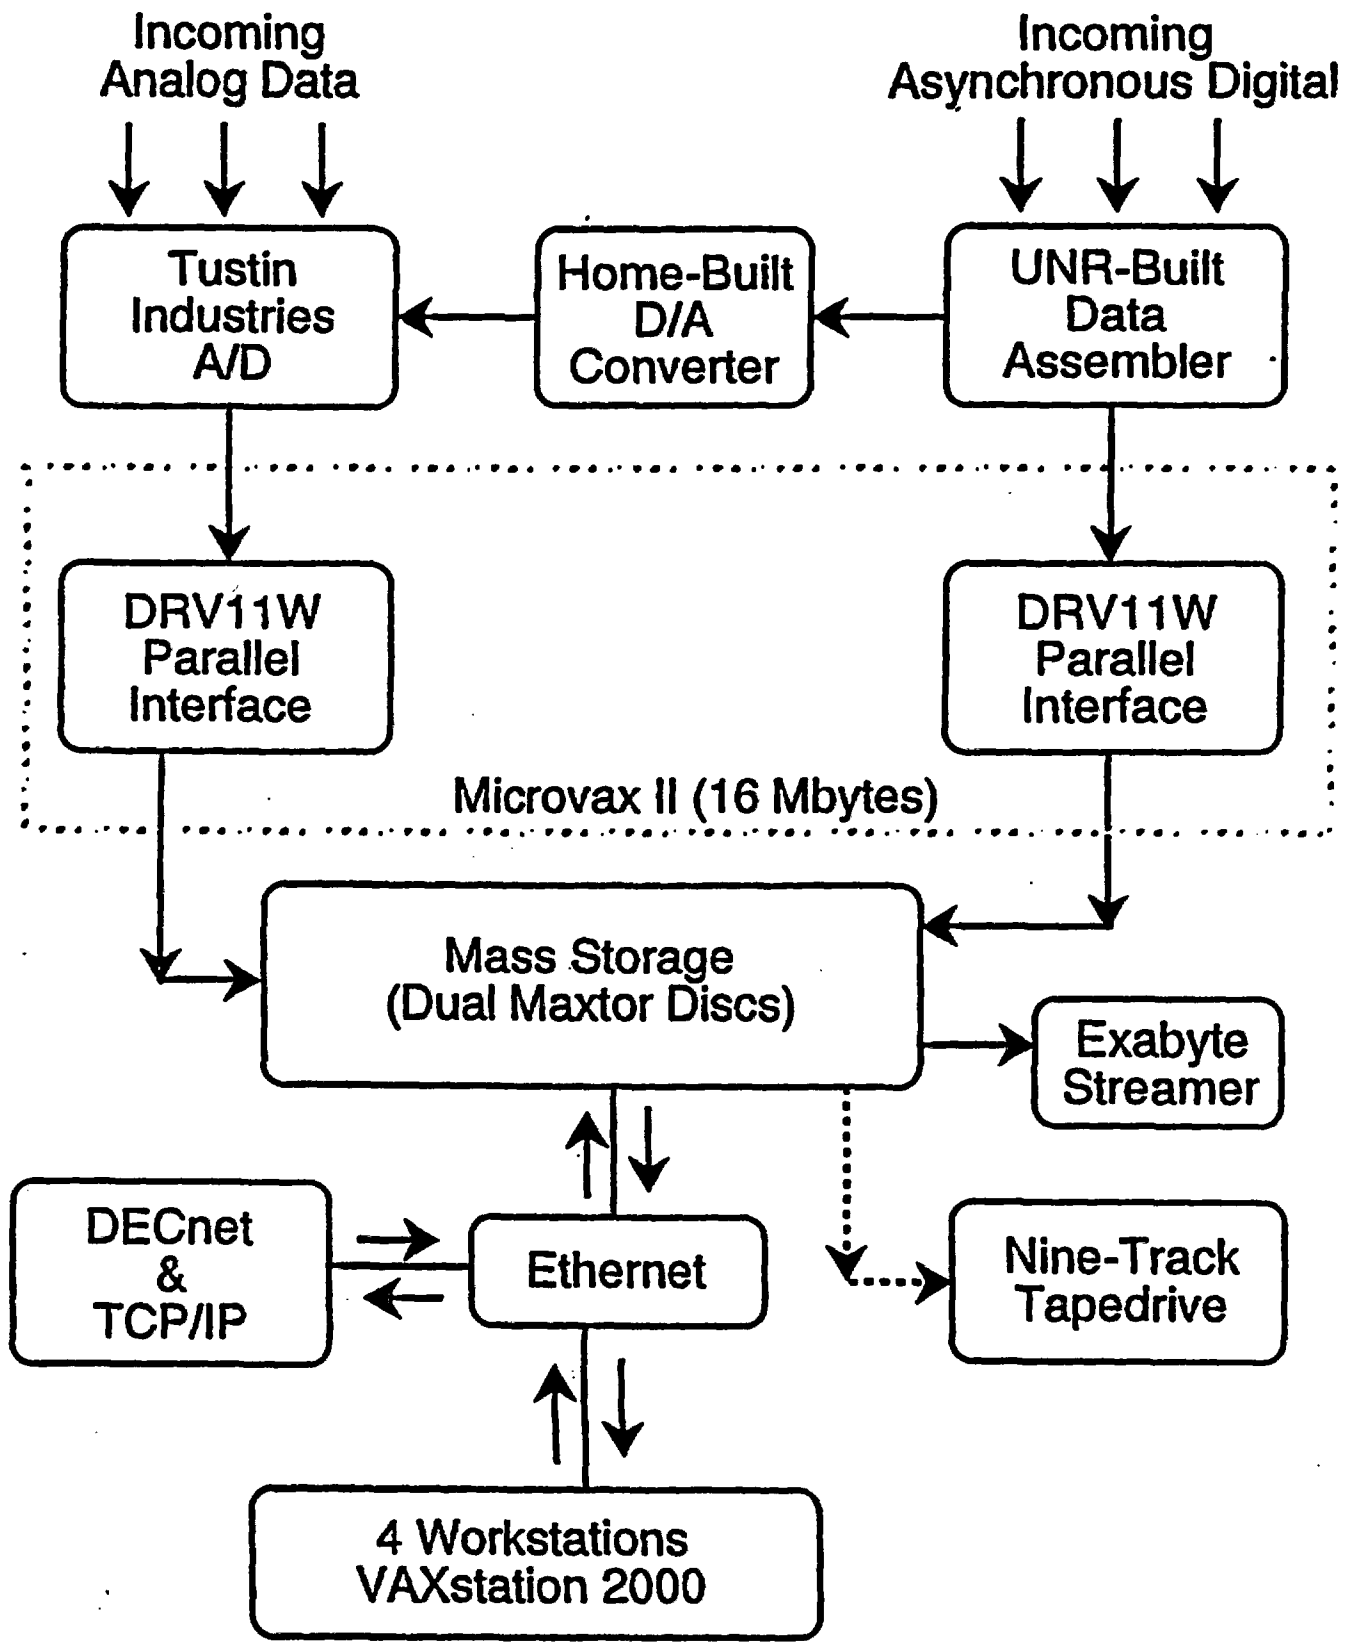 Incoming
Analog Data
Incoming
Asynchronous Digital
Tustin
Industries
A/D
Home-Built
D/A
Converter
UNR-Built
Data
Assembler
DRV11W
Parallel
Interface
DRV11W
Parallel
Interface
Microvax II (16 Mbytes)
Mass Storage
(Dual Maxtor Discs)
Exabyte
Streamer
DECnet
&
TCP/IP
Ethernet
Nine-Track
Tapedrive
4 Workstations
VAXstation 2000